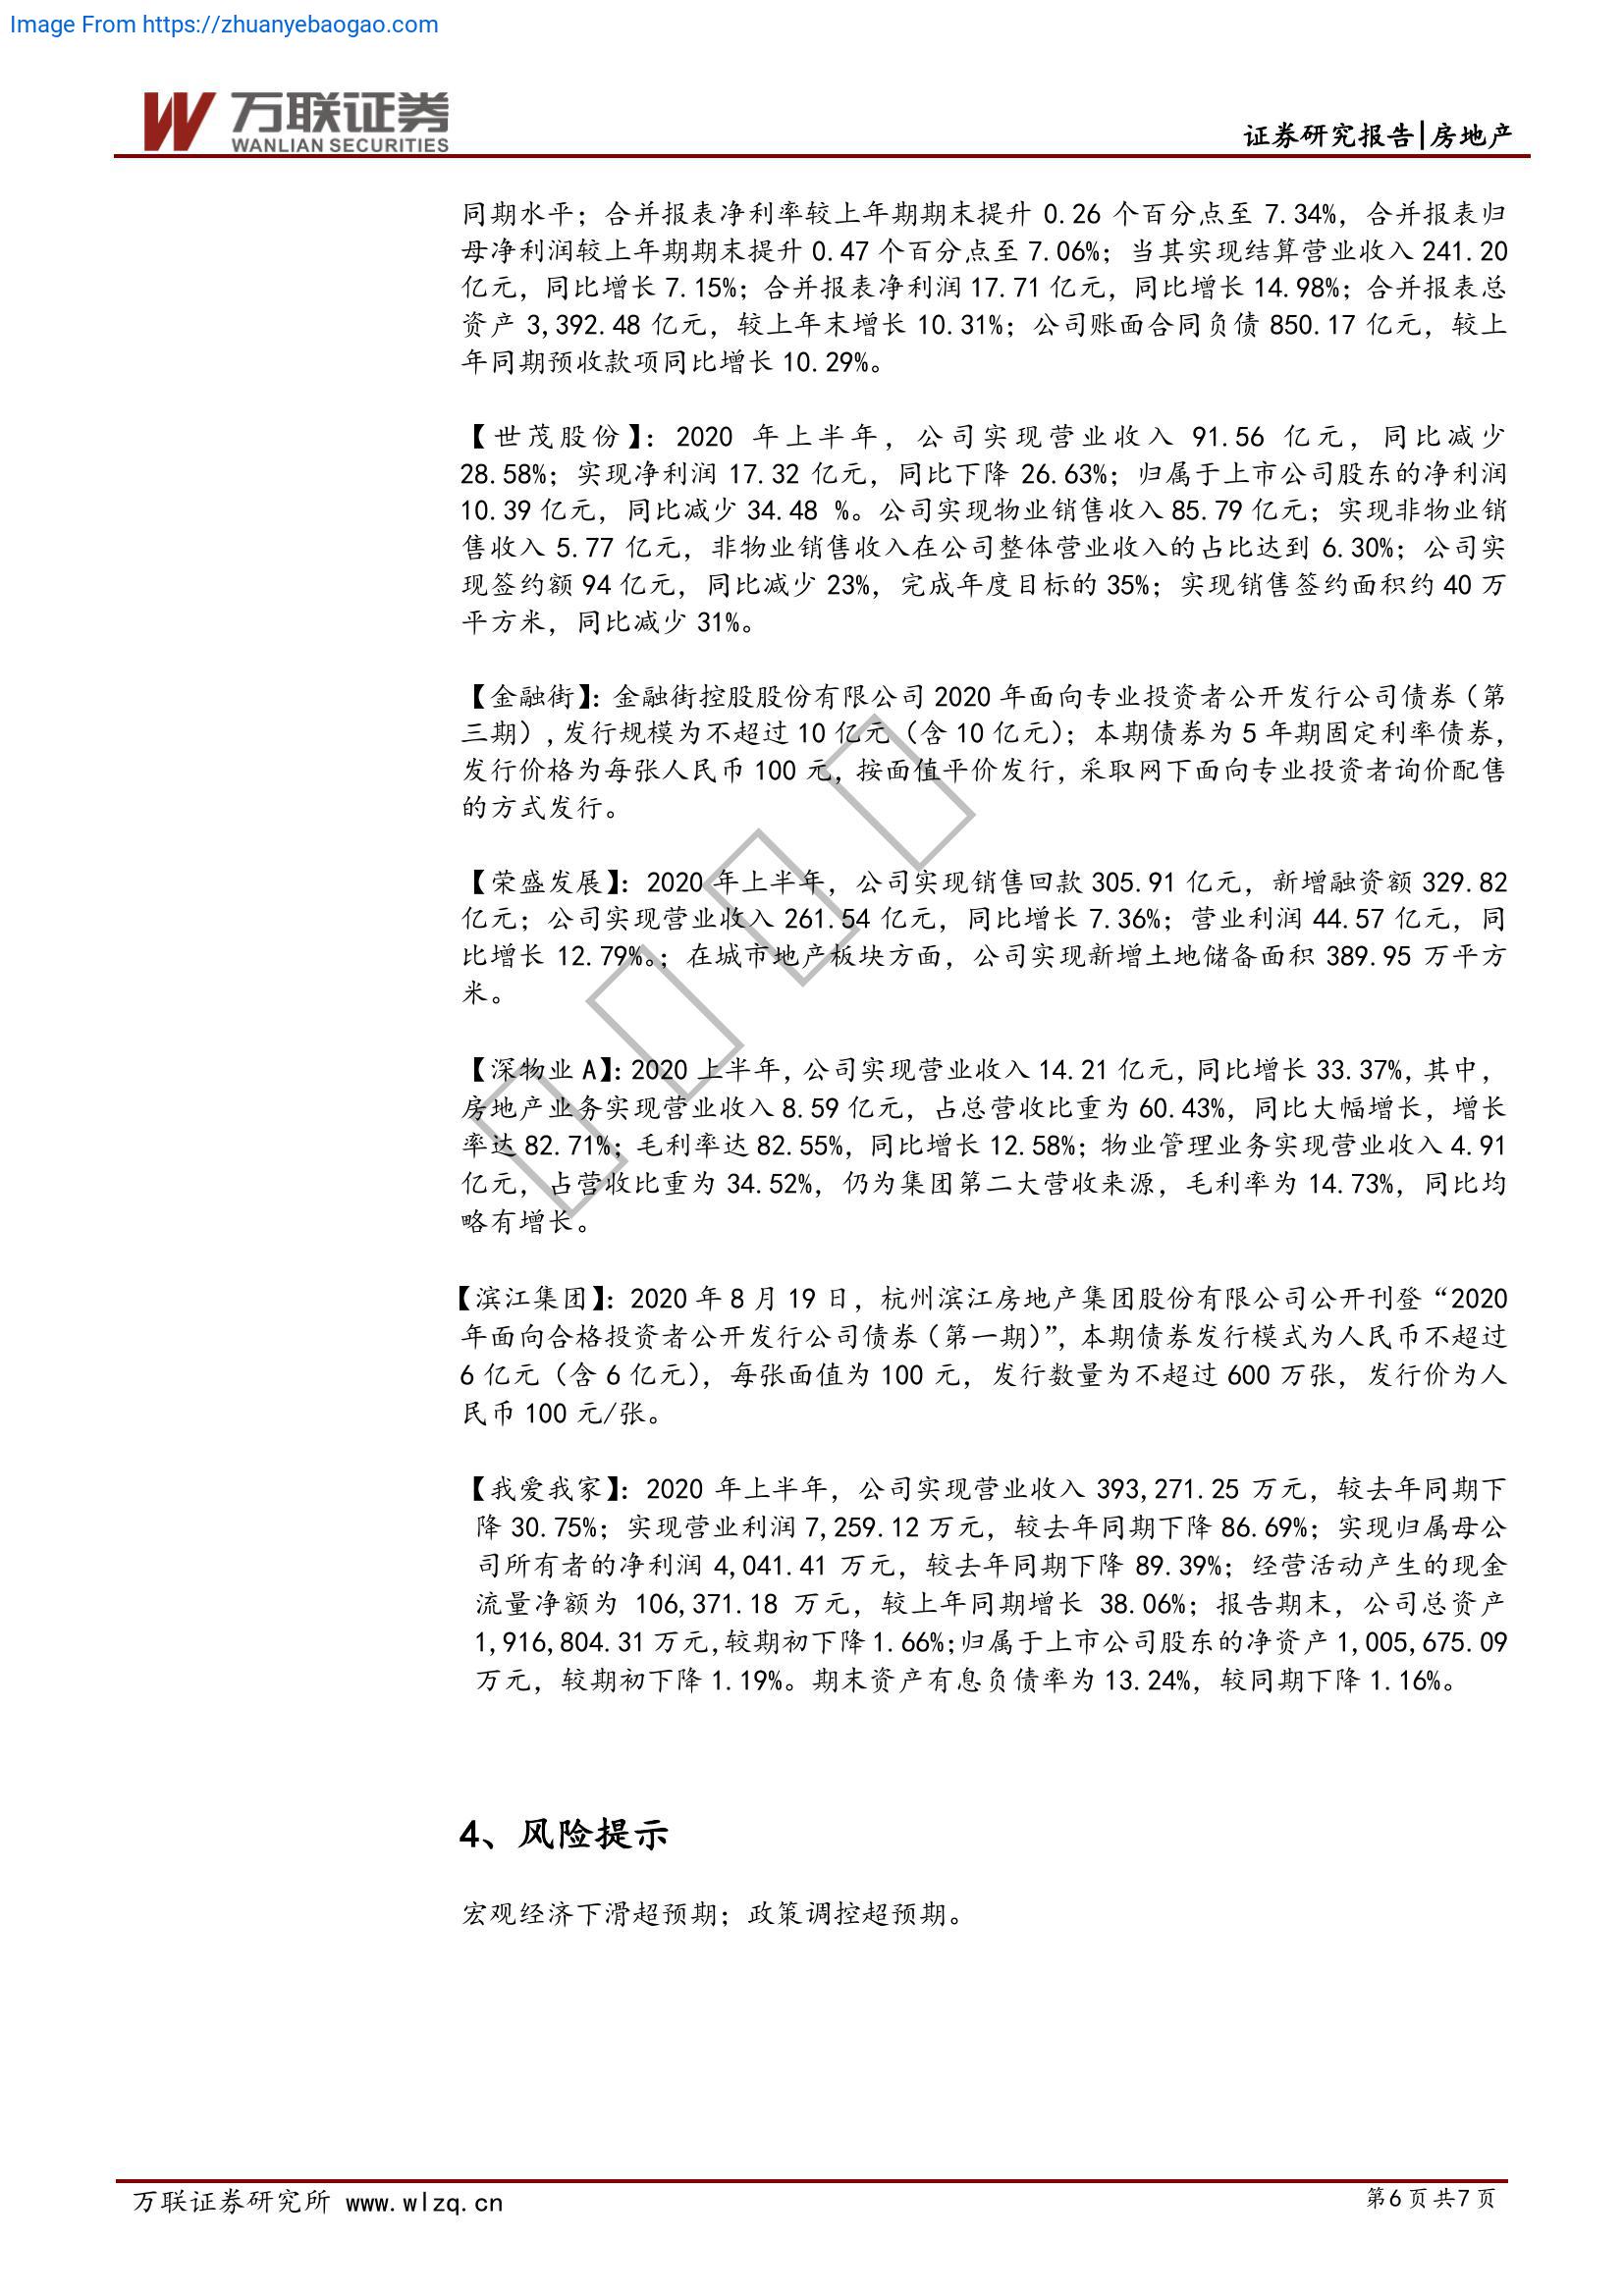 Image From https://zhuanyebaogao.com
万联证券
WANLIAN SECURITIES
证券研究报告|房地产
同期水平；合并报表净利率较上年期期末提升 0.26 个百分点至 7.34%，合并报表归
母净利润较上年期期末提升 0.47 个百分点至 7.06%；当其实现结算营业收入 241.20
亿元，同比增长 7.15%；合并报表净利润 17.71 亿元，同比增长 14.98%；合并报表总
资产 3,392.48 亿元，较上年末增长 10.31%；公司账面合同负债 850.17 亿元，较上
年同期预收款项同比增长 10.29%。
【世茂股份】：2020 年上半年，公司实现营业收入 91.56 亿元，同比减少
28.58%；实现净利润 17.32 亿元，同比下降 26.63%；归属于上市公司股东的净利润
10.39 亿元，同比减少 34.48 %。公司实现物业销售收入 85.79 亿元；实现非物业销
售收入 5.77 亿元，非物业销售收入在公司整体营业收入的占比达到 6.30%；公司实
现签约额 94 亿元，同比减少 23%，完成年度目标的 35%；实现销售签约面积约 40 万
平方米，同比减少 31%。
【金融街】：金融街控股股份有限公司 2020 年面向专业投资者公开发行公司债券（第
三期）,发行规模为不超过 10 亿元（含 10 亿元）；本期债券为 5 年期固定利率债券，
发行价格为每张人民币 100 元，按面值平价发行，采取网下面向专业投资者询价配售
的方式发行。
【荣盛发展】：2020 年上半年，公司实现销售回款 305.91 亿元，新增融资额 329.82
亿元；公司实现营业收入 261.54 亿元，同比增长 7.36%；营业利润 44.57 亿元，同
比增长 12.79%。；在城市地产板块方面，公司实现新增土地储备面积 389.95 万平方
米。
【深物业 A】：2020 上半年，公司实现营业收入 14.21 亿元，同比增长 33.37%，其中，
房地产业务实现营业收入 8.59 亿元，占总营收比重为 60.43%，同比大幅增长，增长
率达 82.71%；毛利率达 82.55%，同比增长 12.58%；物业管理业务实现营业收入 4.91
亿元，占营收比重为 34.52%，仍为集团第二大营收来源，毛利率为 14.73%，同比均
略有增长。
【滨江集团】：2020 年 8 月 19 日，杭州滨江房地产集团股份有限公司公开刊登“2020
年面向合格投资者公开发行公司债券（第一期）”，本期债券发行模式为人民币不超过
6 亿元（含 6 亿元），每张面值为 100 元，发行数量为不超过 600 万张，发行价为人
民币 100 元/张。
【我爱我家】：2020 年上半年，公司实现营业收入 393,271.25 万元，较去年同期下
降 30.75%；实现营业利润 7,259.12 万元，较去年同期下降 86.69%；实现归属母公
司所有者的净利润 4,041.41 万元，较去年同期下降 89.39%；经营活动产生的现金
流量净额为 106,371.18 万元，较上年同期增长 38.06%；报告期末，公司总资产
1,916,804.31 万元,较期初下降 1.66%;归属于上市公司股东的净资产 1,005,675.09
万元，较期初下降 1.19%。期末资产有息负债率为 13.24%，较同期下降 1.16%。
4、风险提示
宏观经济下滑超预期；政策调控超预期。
万联证券研究所 www.wlzq.cn
第 6 页 共 7 页